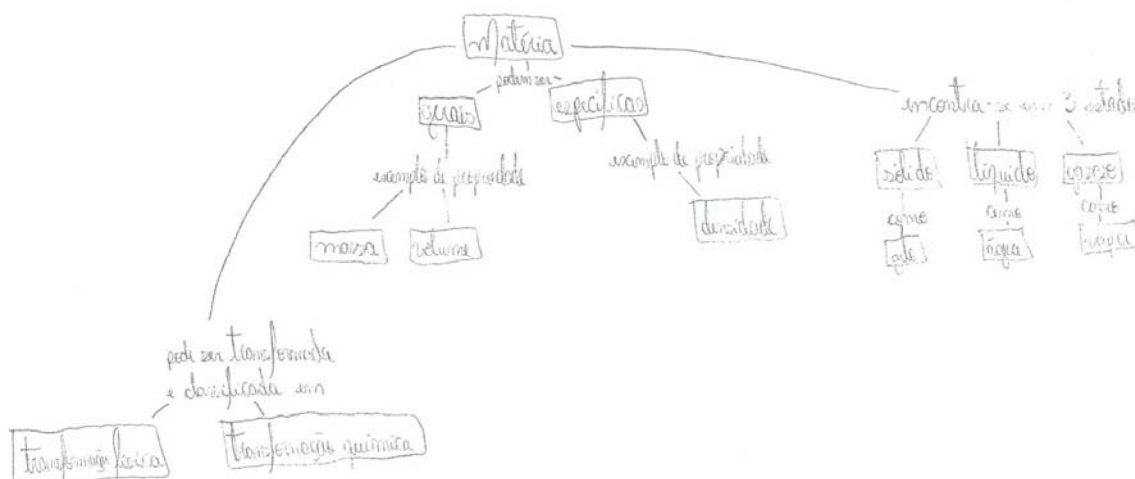 Matéria
podem ser
gerais
específicas
encontra-se em 3 estados
exemplo de propriedade
exemplo de propriedade
sólido
líquido
gasoso
massa
volume
densidade
como
como
como
gelo
água
vapor
pode ser transformada
e classificada em
transformação física
transformação química